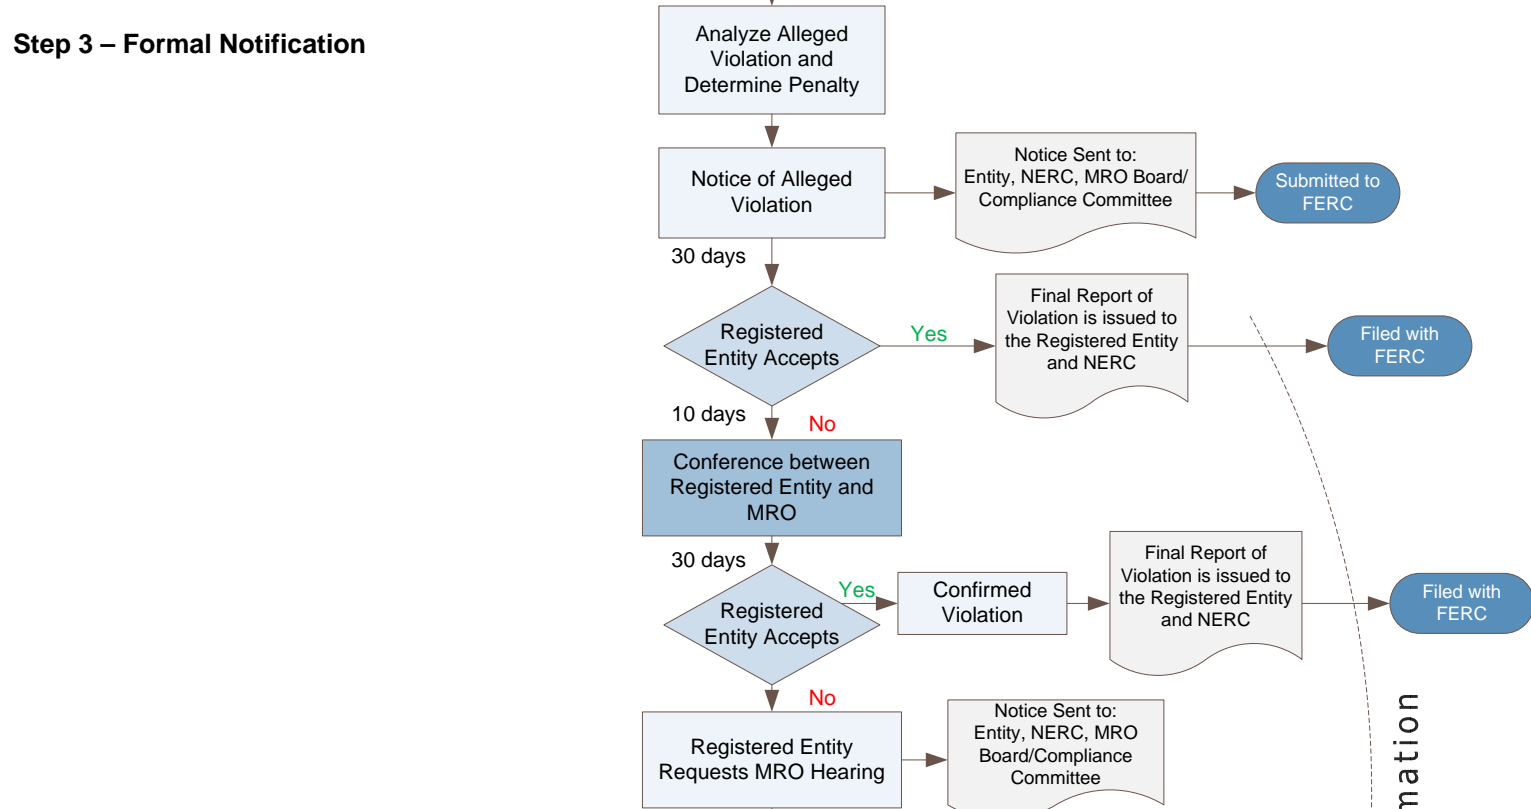 Step 3 – Formal Notification
Analyze Alleged
Violation and
Determine Penalty
Notice of Alleged
Violation
Notice Sent to:
Entity, NERC, MRO Board/
Compliance Committee
Submitted to
FERC
30 days
Registered
Entity Accepts
Yes
Final Report of
Violation is issued to
the Registered Entity
and NERC
Filed with
FERC
10 days
No
Conference between
Registered Entity and
MRO
30 days
Registered
Entity Accepts
Yes
Confirmed
Violation
Final Report of
Violation is issued to
the Registered Entity
and NERC
Filed with
FERC
No
Registered Entity
Requests MRO Hearing
Notice Sent to:
Entity, NERC, MRO
Board/Compliance
Committee